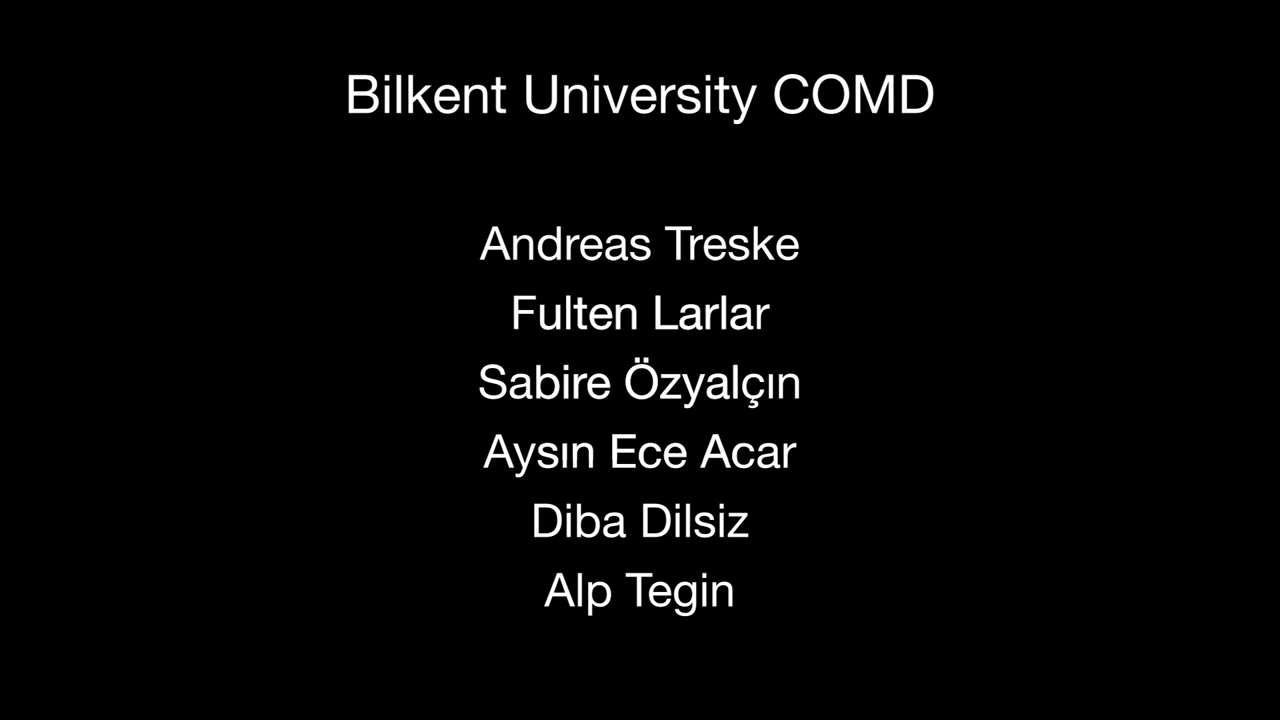 Bilkent University COMD
Andreas Treske
Fulten Larlar
Sabire Özyalçın
Aysın Ece Acar
Diba Dilsiz
Alp Tegin